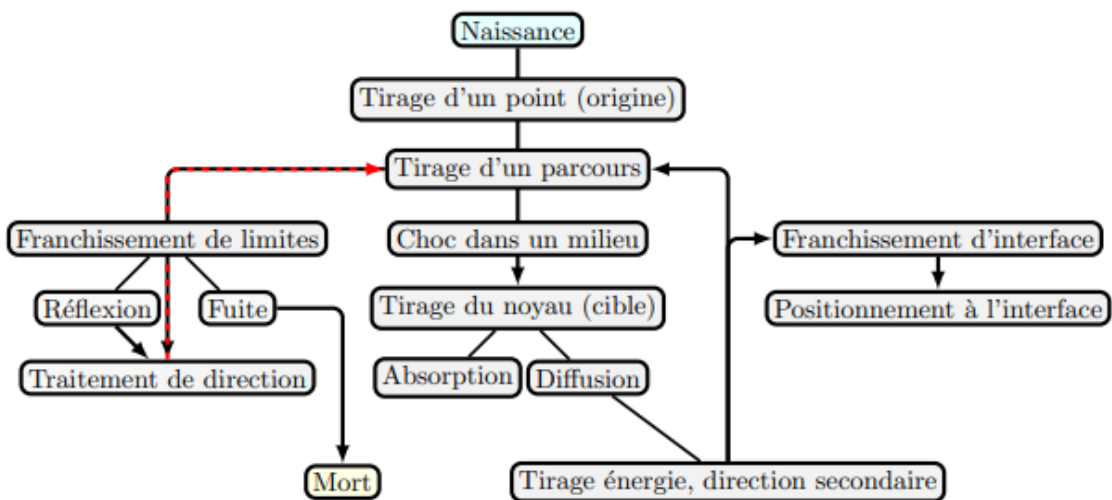 Naissance
Tirage d'un point (origine)
Tirage d'un parcours
Franchissement de limites
Choc dans un milieu
Franchissement d'interface
Réflexion
Fuite
Tirage du noyau (cible)
Positionnement à l'interface
Traitement de direction
Absorption
Diffusion
Mort
Tirage énergie, direction secondaire